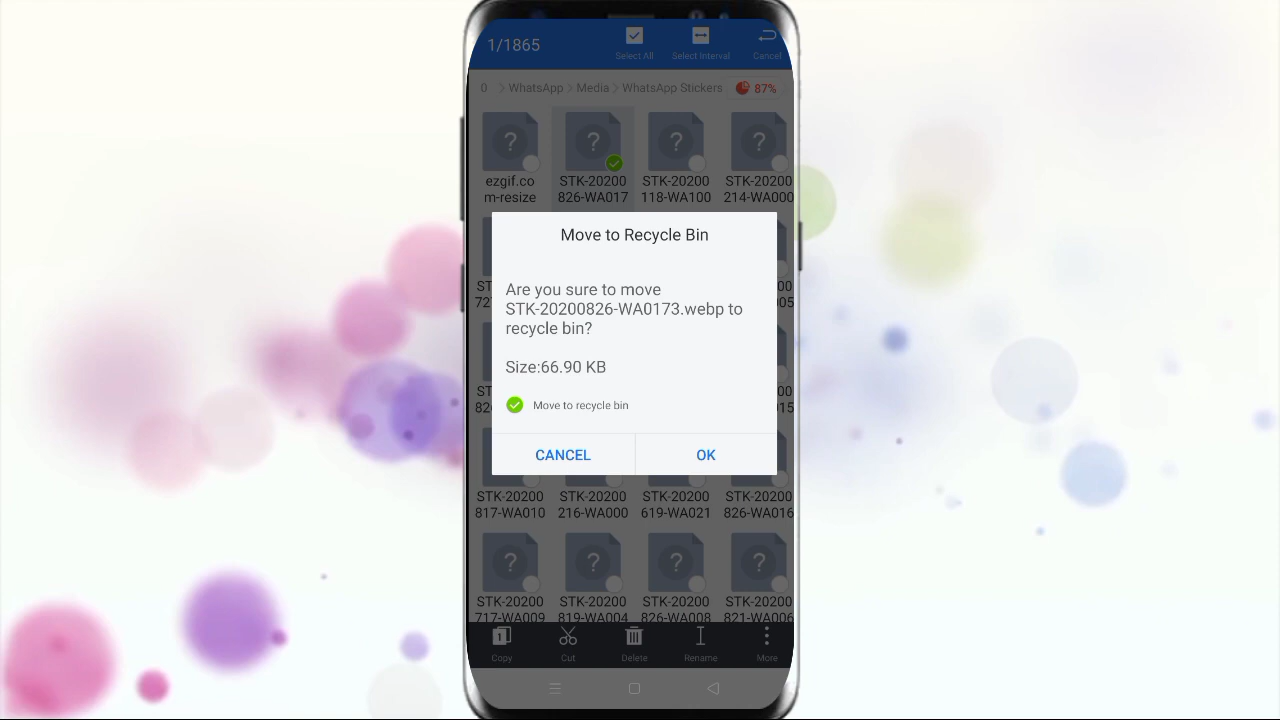 1/1865
Select All
Select Interval
Cancel
0 > WhatsApp > Media > WhatsApp Stickers
87%
ezgif.co
m-resize
STK-20200
826-WA017
STK-20200
118-WA100
STK-20200
214-WA000
Move to Recycle Bin
Are you sure to move
STK-20200826-WA0173.webp to
recycle bin?
Size:66.90 KB
Move to recycle bin
CANCEL
OK
STK-20200
817-WA010
STK-20200
216-WA000
STK-20200
619-WA021
STK-20200
826-WA016
STK-20200
717-WA009
STK-20200
819-WA004
STK-20200
826-WA008
STK-20200
821-WA006
1
Copy
Cut
Delete
Rename
More